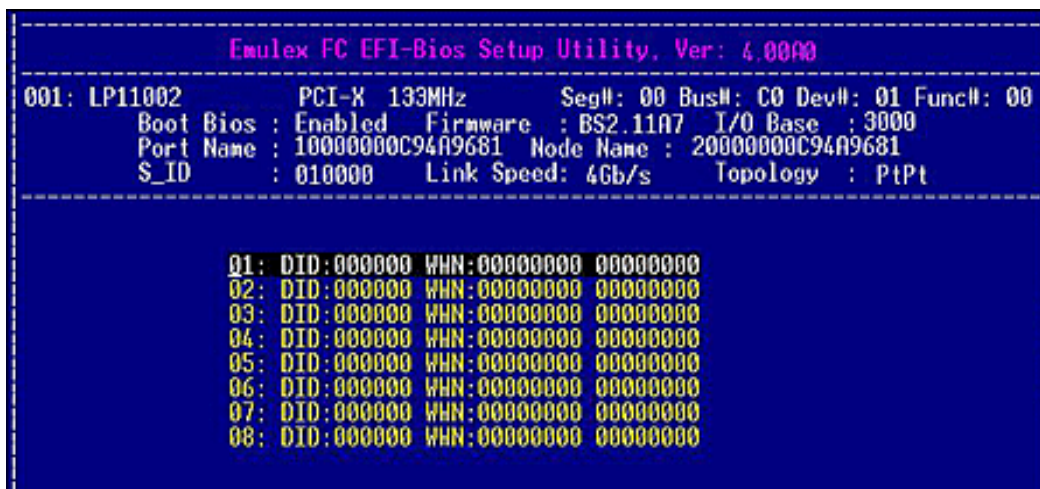 Emulex FC EFI-Bios Setup Utility, Ver: 4.00A0
001: LP11002 PCI-X 133MHz Seg#: 00 Bus#: C0 Dev#: 01 Func#: 00
Boot Bios : Enabled Firmware : BS2.11A7 I/O Base : 3000
Port Name : 10000000C94A9681 Node Name : 20000000C94A9681
S_ID : 010000 Link Speed: 4Gb/s Topology : PtPt
01: DID:000000 WWN:00000000 00000000
02: DID:000000 WWN:00000000 00000000
03: DID:000000 WWN:00000000 00000000
04: DID:000000 WWN:00000000 00000000
05: DID:000000 WWN:00000000 00000000
06: DID:000000 WWN:00000000 00000000
07: DID:000000 WWN:00000000 00000000
08: DID:000000 WWN:00000000 00000000